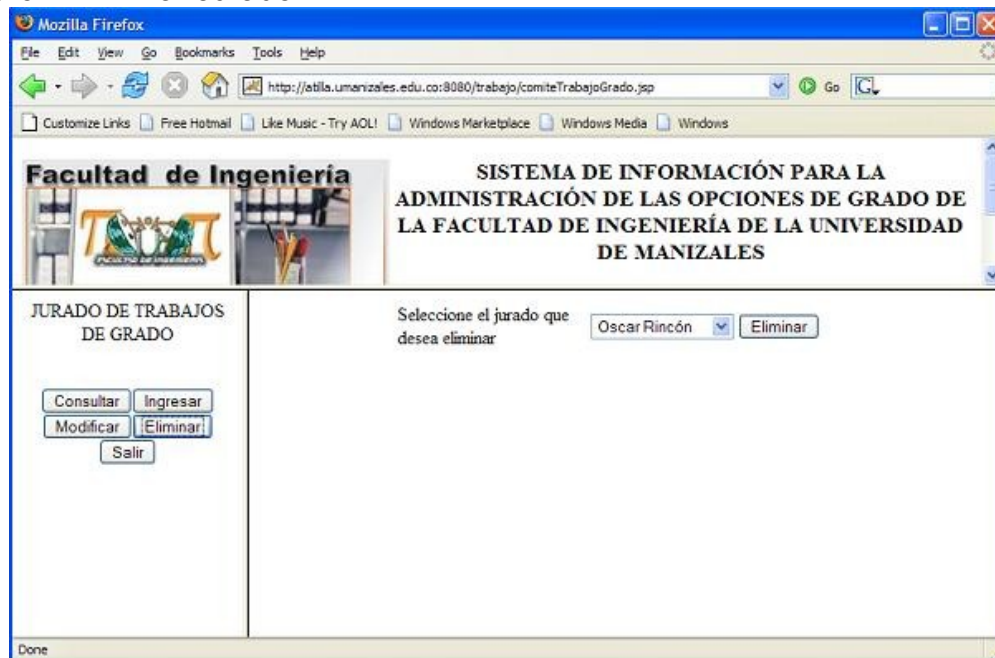 Mozilla Firefox
File Edit View Go Bookmarks Tools Help
http://atilla.umanizales.edu.co:8080/trabajo/comiteTrabajoGrado.jsp Go G
Customize Links Free Hotmail Like Music - Try AOL! Windows Marketplace Windows Media Windows
Facultad de Ingeniería
SISTEMA DE INFORMACIÓN PARA LA
ADMINISTRACIÓN DE LAS OPCIONES DE GRADO DE
LA FACULTAD DE INGENIERÍA DE LA UNIVERSIDAD
DE MANIZALES
FACULTAD DE INGENIERIA
JURADO DE TRABAJOS
DE GRADO
Consultar Ingresar
Modificar Eliminar
Salir
Seleccione el jurado que
desea eliminar
Oscar Rincón Eliminar
Done